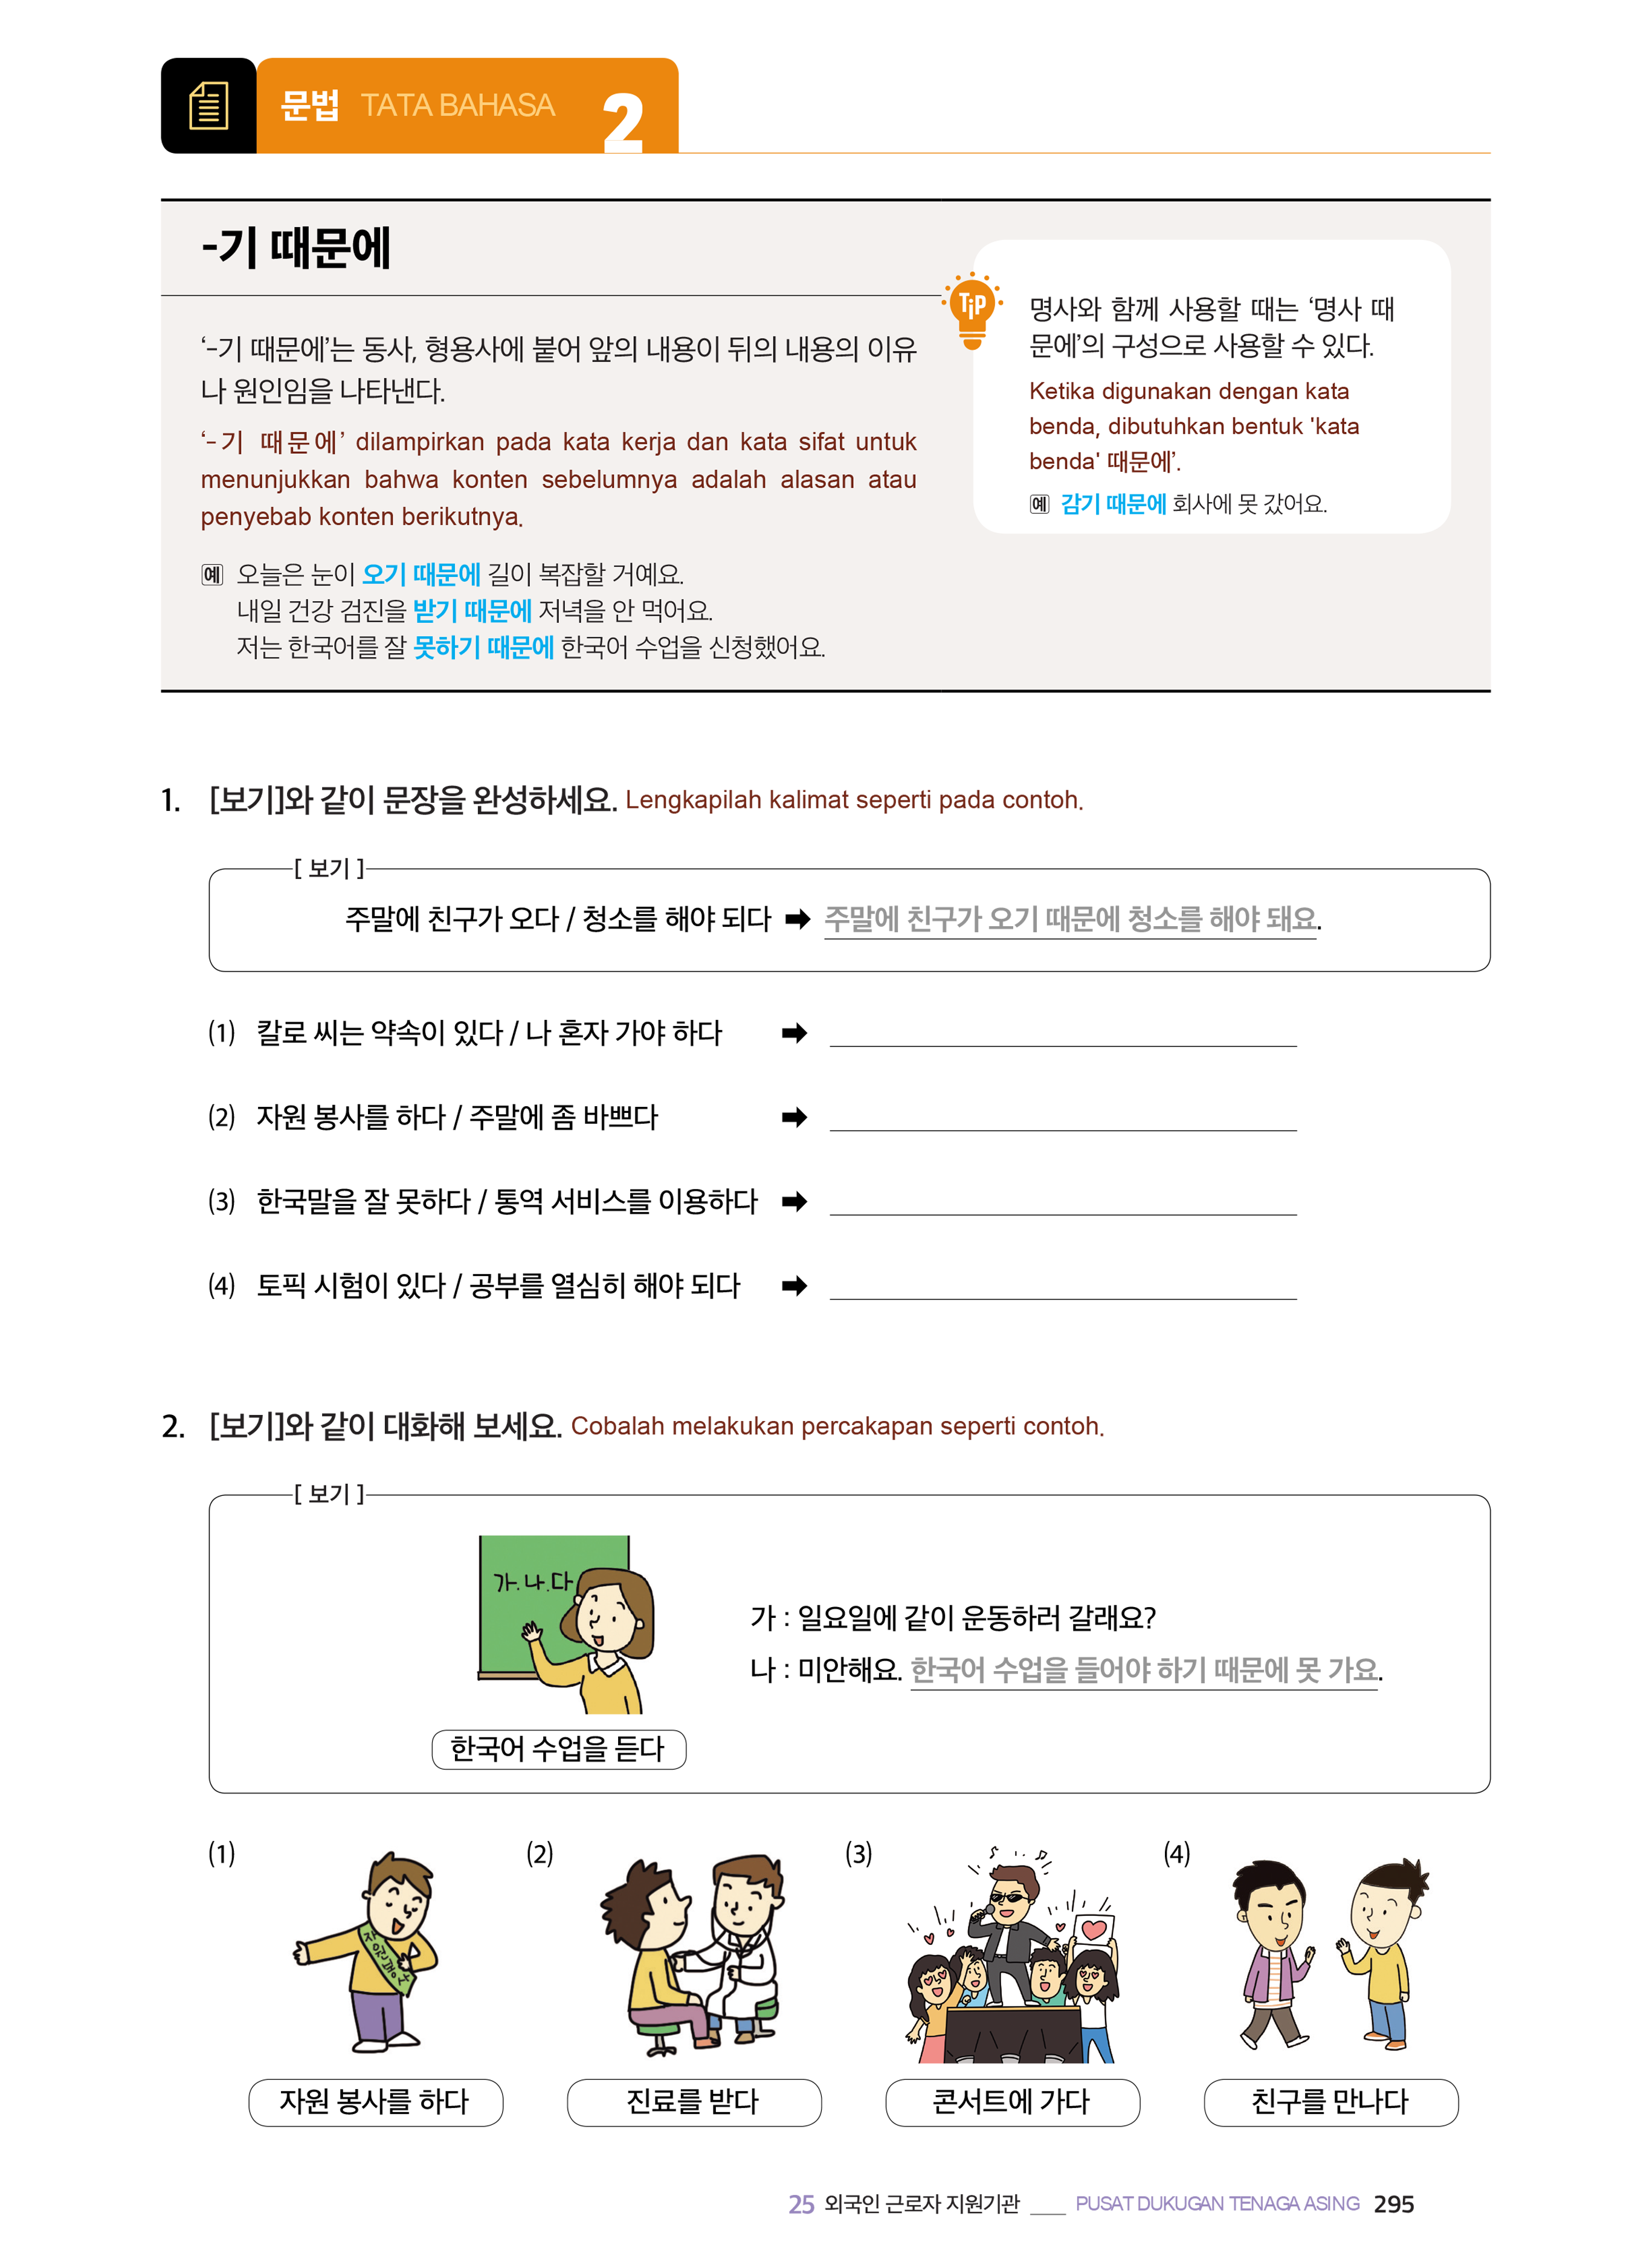 문법 TATA BAHASA 2
-기 때문에
‘-기 때문에’는 동사, 형용사에 붙어 앞의 내용이 뒤의 내용의 이유
나 원인임을 나타낸다.
‘-기 때문에’ dilampirkan pada kata kerja dan kata sifat untuk
menunjukkan bahwa konten sebelumnya adalah alasan atau
penyebab konten berikutnya.
예 오늘은 눈이 오기 때문에 길이 복잡할 거예요.
내일 건강 검진을 받기 때문에 저녁을 안 먹어요.
저는 한국어를 잘 못하기 때문에 한국어 수업을 신청했어요.
Tip
명사와 함께 사용할 때는 ‘명사 때
문에’의 구성으로 사용할 수 있다.
Ketika digunakan dengan kata
benda, dibutuhkan bentuk 'kata
benda' 때문에’.
예 감기 때문에 회사에 못 갔어요.
1. [보기]와 같이 문장을 완성하세요. Lengkapilah kalimat seperti pada contoh.
[ 보기 ]
주말에 친구가 오다 / 청소를 해야 되다 ➡ 주말에 친구가 오기 때문에 청소를 해야 돼요.
(1) 칼로 씨는 약속이 있다 / 나 혼자 가야 하다 ➡
(2) 자원 봉사를 하다 / 주말에 좀 바쁘다 ➡
(3) 한국말을 잘 못하다 / 통역 서비스를 이용하다 ➡
(4) 토픽 시험이 있다 / 공부를 열심히 해야 되다 ➡
2. [보기]와 같이 대화해 보세요. Cobalah melakukan percakapan seperti contoh.
[ 보기 ]
가.나.다
가 : 일요일에 같이 운동하러 갈래요?
나 : 미안해요. 한국어 수업을 들어야 하기 때문에 못 가요.
한국어 수업을 듣다
(1) (2) (3) (4)
자원봉사
자원 봉사를 하다
진료를 받다
콘서트에 가다
친구를 만나다
25 외국인 근로자 지원기관 ___ PUSAT DUKUGAN TENAGA ASING 295